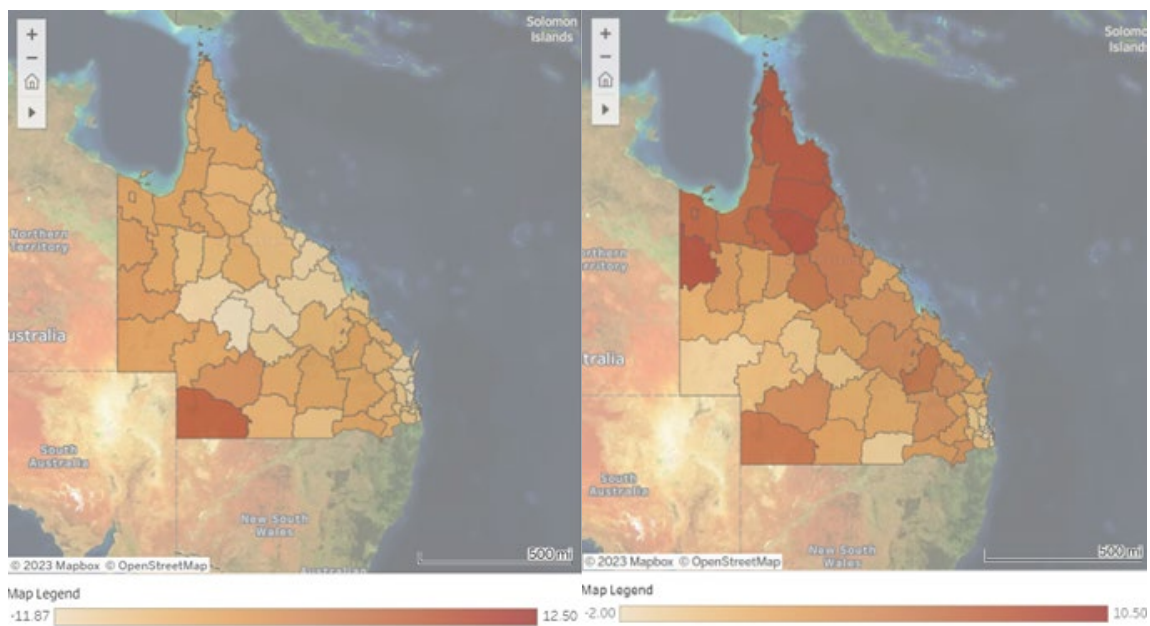 Solomon
Islands
Northern
Territory
ustralia
South
Australia
New South
Wales
500 mi
© 2023 Mapbox © OpenStreetMap
Australian
Map Legend
-11.87
12.50
Solomo
Island
orthern
rritory
tralia
South
Australia
New South
Wales
500 mi
© 2023 Mapbox © OpenStreetMap
Map Legend
-2.00
10.50